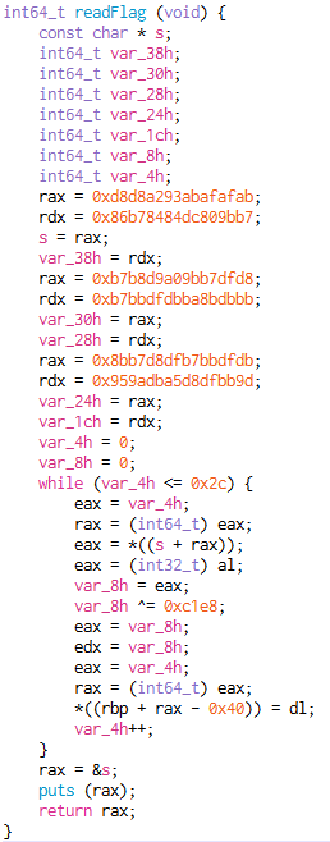 int64_t readFlag (void) {
    const char * s;
    int64_t var_38h;
    int64_t var_30h;
    int64_t var_28h;
    int64_t var_24h;
    int64_t var_1ch;
    int64_t var_8h;
    int64_t var_4h;
    rax = 0xd8d8a293abafafab;
    rdx = 0x86b78484dc809bb7;
    s = rax;
    var_38h = rdx;
    rax = 0xb7b8d9a09bb7dfd8;
    rdx = 0xb7bbdfdbba8bdbbb;
    var_30h = rax;
    var_28h = rdx;
    rax = 0x8bb7d8dfb7bbdfdb;
    rdx = 0x959adba5d8dfbb9d;
    var_24h = rax;
    var_1ch = rdx;
    var_4h = 0;
    var_8h = 0;
    while (var_4h <= 0x2c) {
        eax = var_4h;
        rax = (int64_t) eax;
        eax = *((s + rax));
        eax = (int32_t) al;
        var_8h = eax;
        var_8h ^= 0xc1e8;
        eax = var_8h;
        edx = var_8h;
        eax = var_4h;
        rax = (int64_t) eax;
        *((rbp + rax - 0x40)) = dl;
        var_4h++;
    }
    rax = &s;
    puts (rax);
    return rax;
}